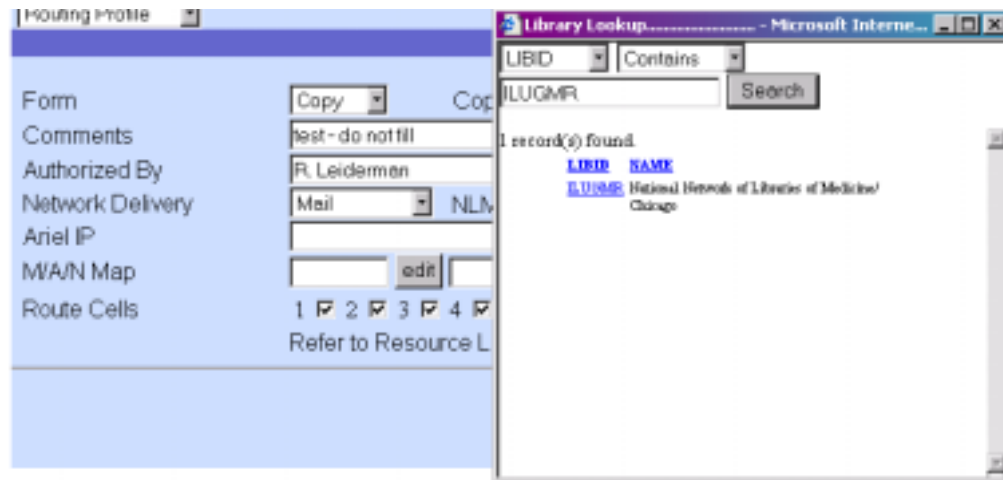 Routing Profile
Form Copy Cop
Comments test - do not fill
Authorized By R. Leiderman
Network Delivery Mail NLM
Ariel IP
M/A/N Map edit
Route Cells 1 2 3 4
Refer to Resource L
Library Lookup................... - Microsoft Interne...
LIBID Contains
ILUGMR Search
1 record(s) found.
LIBID NAME
ILUGMR National Network of Libraries of Medicine/
Chicago